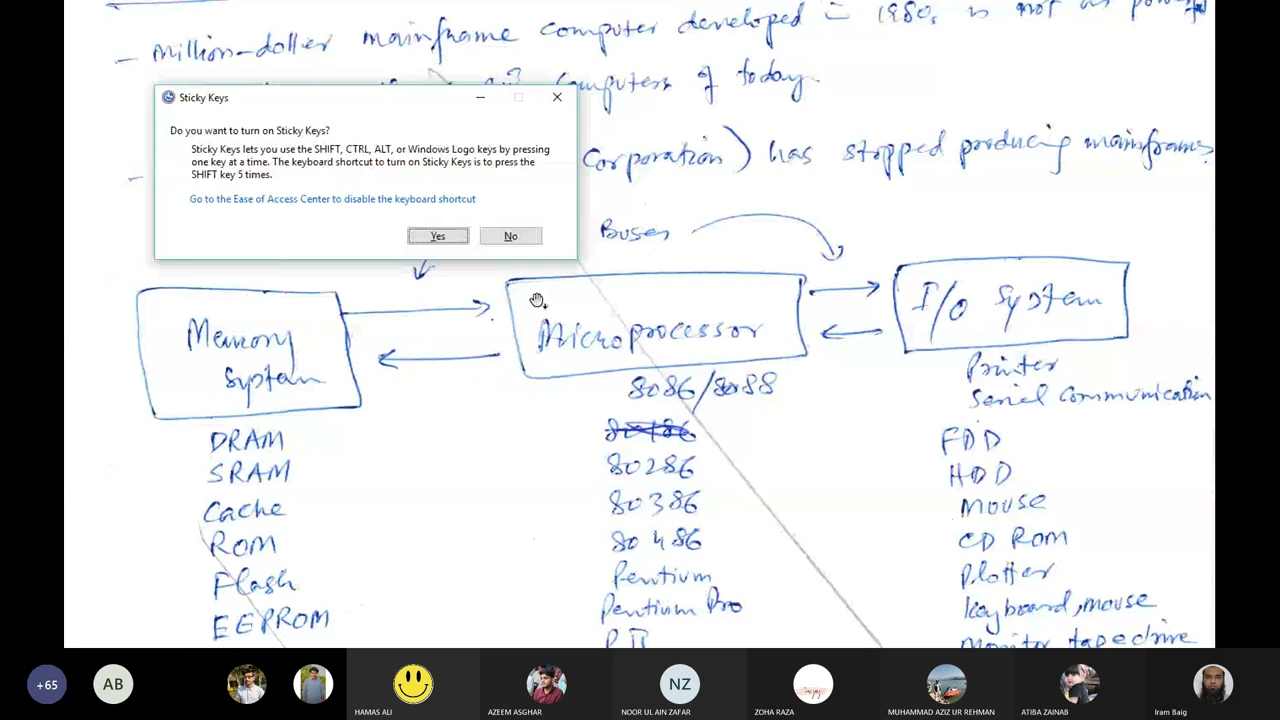 - million-doller mainframe computer developed in 1980s is not as powerful
computers of today
Sticky Keys
Do you want to turn on Sticky Keys?
Sticky Keys lets you use the SHIFT, CTRL, ALT, or Windows Logo keys by pressing
one key at a time. The keyboard shortcut to turn on Sticky Keys is to press the
SHIFT key 5 times.
Go to the Ease of Access Center to disable the keyboard shortcut
Yes No
- Corporation) has stopped producing mainframes.
Buses
Memory
System
Microprocessor
I/O System
8086/8088
80186
80286
80386
80486
Pentium
Pentium Pro
P II
DRAM
SRAM
Cache
ROM
Flash
EEPROM
Printer
Serial Communication
FDD
HDD
Mouse
CD ROM
Plotter
keyboard, mouse
Monitor tape drive
+65
AB
HAMAS ALI
AZEEM ASGHAR
NZ
NOOR UL AIN ZAFAR
ZOHA RAZA
MUHAMMAD AZIZ UR REHMAN
ATIBA ZAINAB
Iram Baig